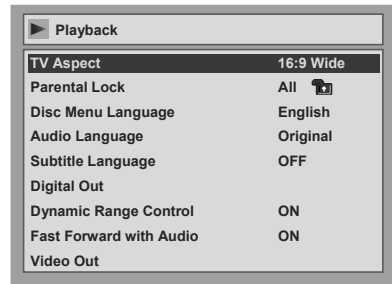 Playback
TV Aspect 16:9 Wide
Parental Lock All
Disc Menu Language English
Audio Language Original
Subtitle Language OFF
Digital Out
Dynamic Range Control ON
Fast Forward with Audio ON
Video Out